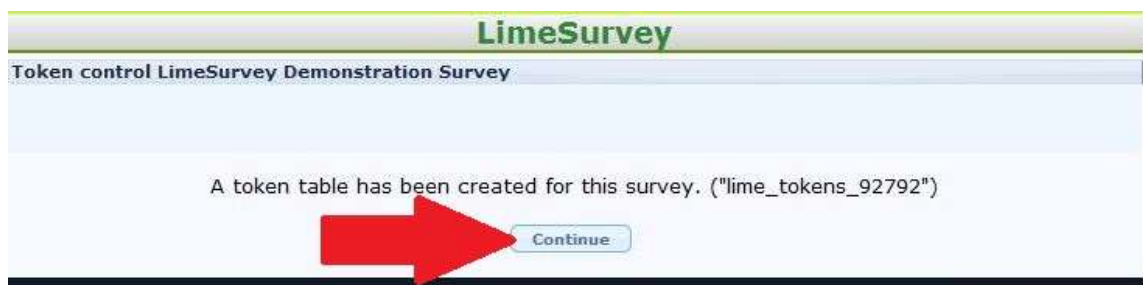 LimeSurvey
Token control LimeSurvey Demonstration Survey
A token table has been created for this survey. ("lime_tokens_92792")
Continue